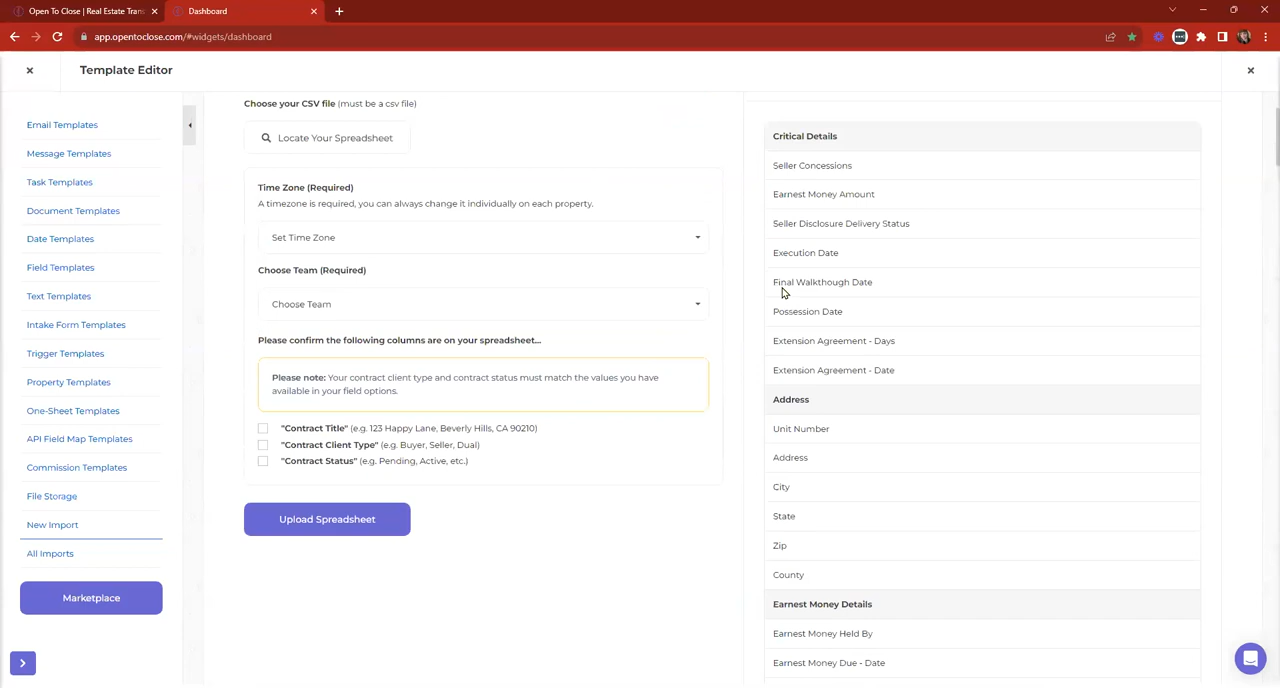 Open To Close | Real Estate Tran
Dashboard
app.opentoclose.com/#widgets/dashboard
Template Editor
Email Templates
Message Templates
Task Templates
Document Templates
Date Templates
Field Templates
Text Templates
Intake Form Templates
Trigger Templates
Property Templates
One-Sheet Templates
API Field Map Templates
Commission Templates
File Storage
New Import
All Imports
Marketplace
Choose your CSV file (must be a csv file)
Locate Your Spreadsheet
Time Zone (Required)
A timezone is required, you can always change it individually on each property.
Set Time Zone
Choose Team (Required)
Choose Team
Please confirm the following columns are on your spreadsheet...
Please note: Your contract client type and contract status must match the values you have
available in your field options.
"Contract Title" (e.g. 123 Happy Lane, Beverly Hills, CA 90210)
"Contract Client Type" (e.g. Buyer, Seller, Dual)
"Contract Status" (e.g. Pending, Active, etc.)
Upload Spreadsheet
Critical Details
Seller Concessions
Earnest Money Amount
Seller Disclosure Delivery Status
Execution Date
Final Walkthough Date
Possession Date
Extension Agreement - Days
Extension Agreement - Date
Address
Unit Number
Address
City
State
Zip
County
Earnest Money Details
Earnest Money Held By
Earnest Money Due - Date